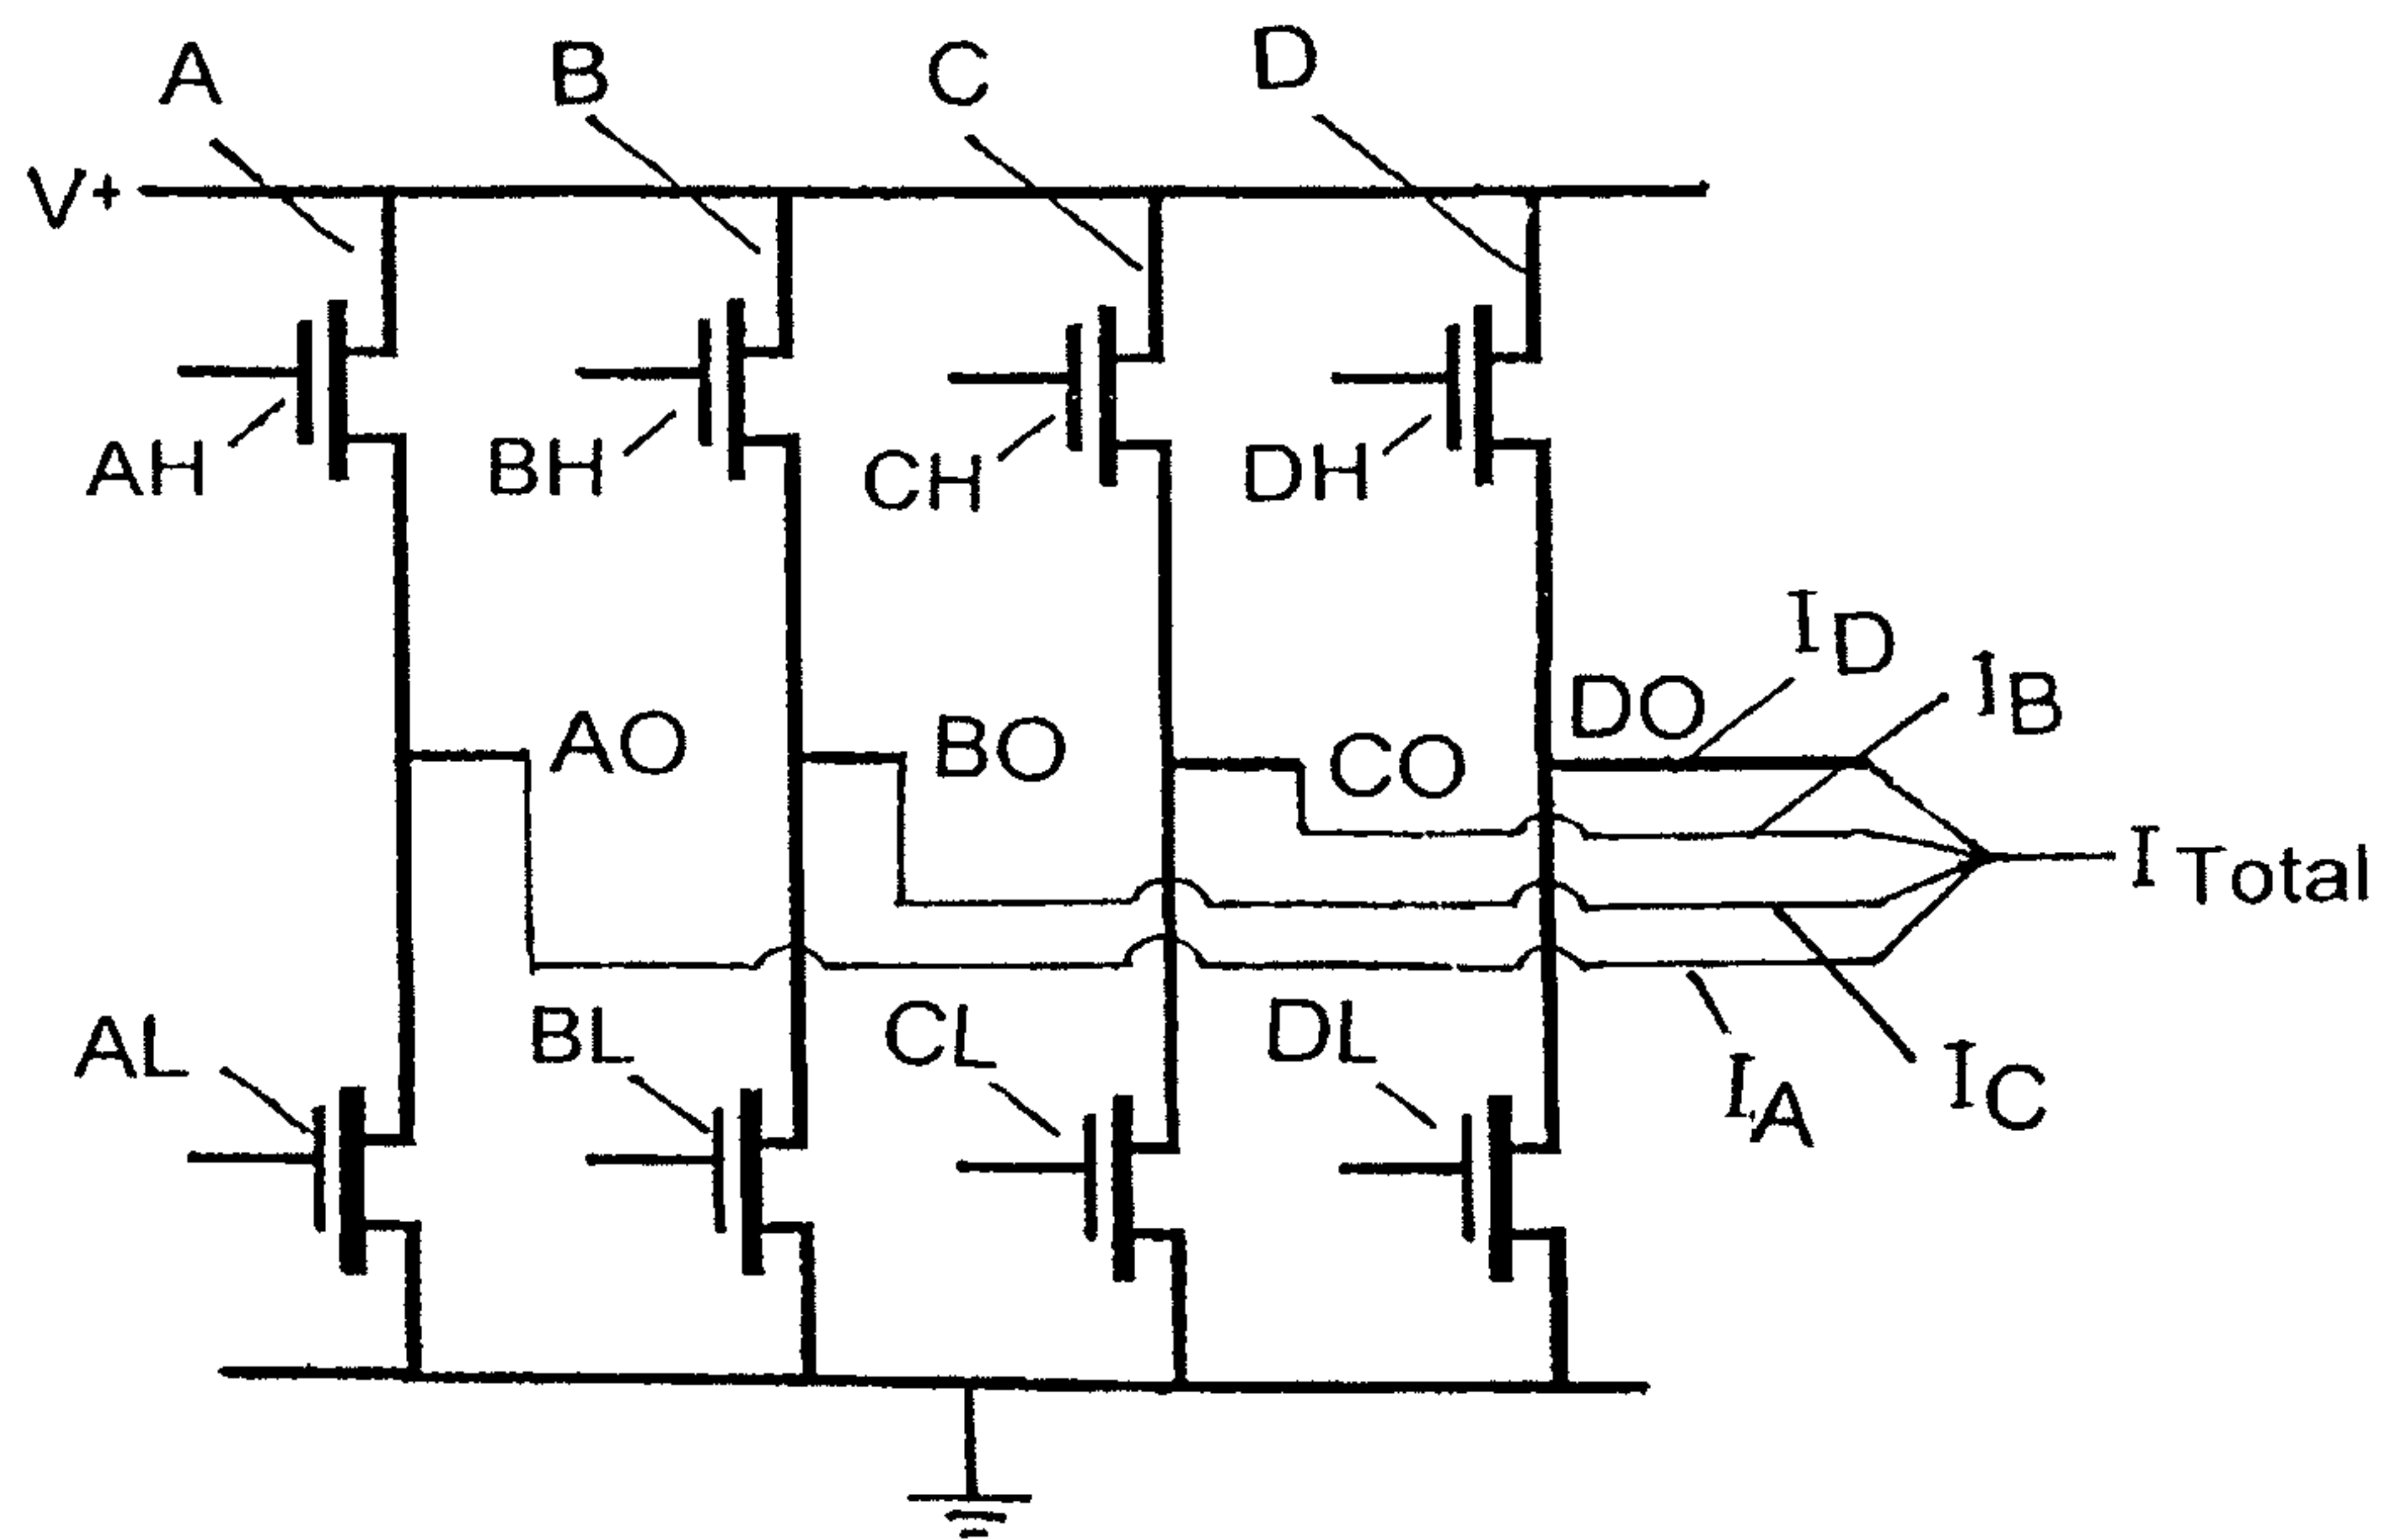 A B C D
V+
AH BH CH DH
I D
I B
AO BO CO DO
I Total
AL BL CL DL
I A
I C